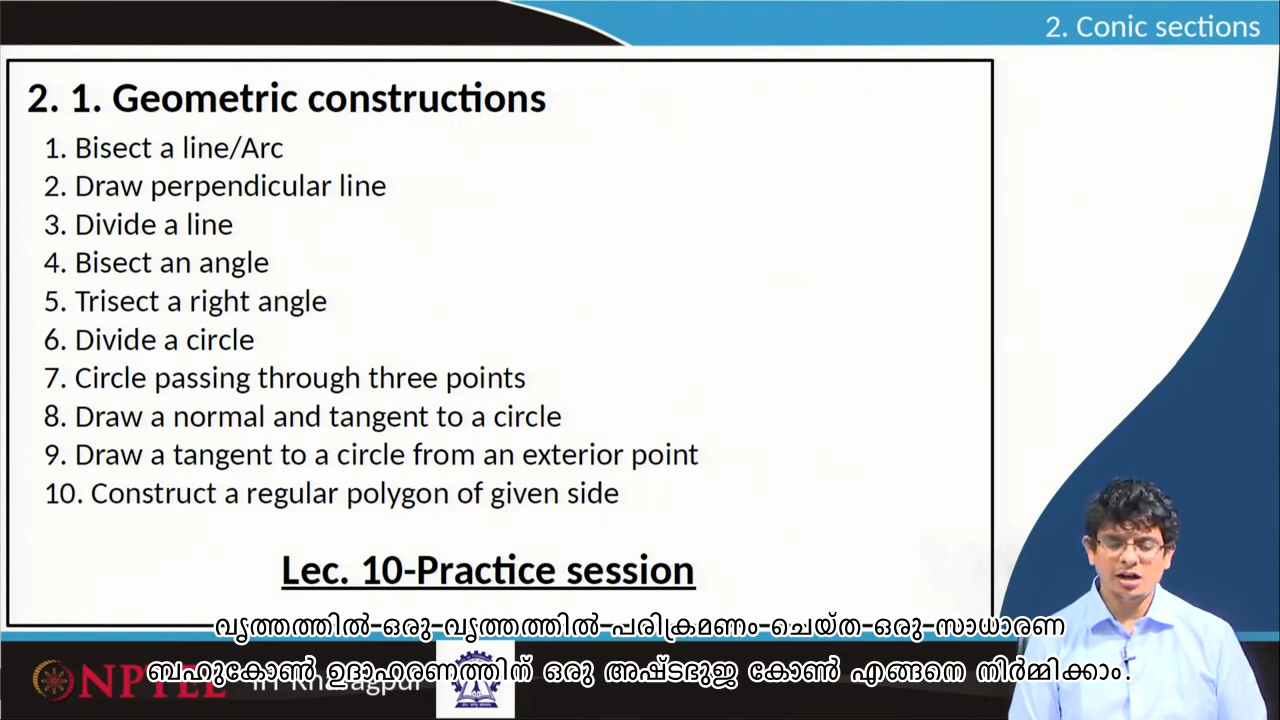 2. Conic sections
2. 1. Geometric constructions
1. Bisect a line/Arc
2. Draw perpendicular line
3. Divide a line
4. Bisect an angle
5. Trisect a right angle
6. Divide a circle
7. Circle passing through three points
8. Draw a normal and tangent to a circle
9. Draw a tangent to a circle from an exterior point
10. Construct a regular polygon of given side
Lec. 10-Practice session
വൃത്തത്തിൽ ഒരു വൃത്തത്തിൽ പരിക്രമണം ചെയ്ത ഒരു സാധാരണ
ബഹുകോൺ ഉദാഹരണത്തിന് ഒരു അഷ്ടഭുജ കോൺ എങ്ങനെ നിർമ്മിക്കാം.
NPTEL IIT Kharagpur